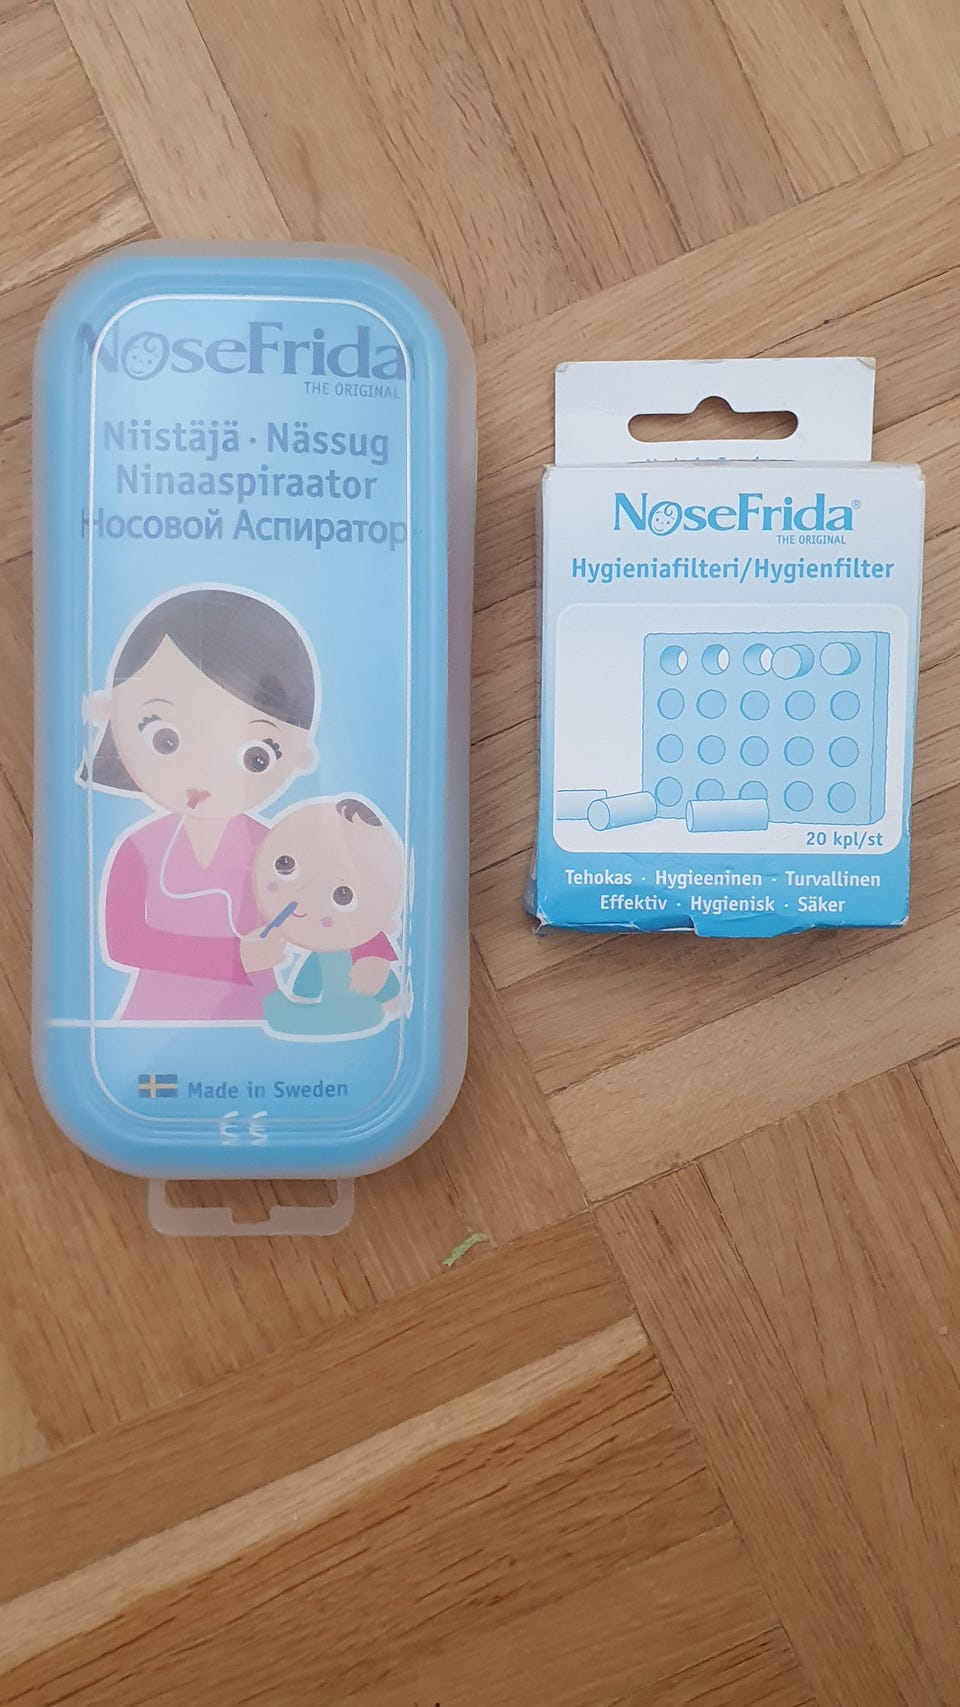 NoseFrida
THE ORIGINAL
Niistäjä · Nässug
Ninaaspiraator
Носовой Аспиратор
Made in Sweden
CE
NoseFrida®
THE ORIGINAL
Hygieniafilteri/Hygienfilter
20 kpl/st
Tehokas · Hygieeninen · Turvallinen
Effektiv · Hygienisk · Säker